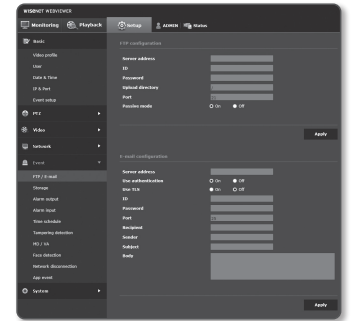 WISENET WEBVIEWER
Monitoring Playback Setup ADMIN Status
Basic
Video profile
User
Date & Time
IP & Port
Event setup
PTZ
Video
Network
Event
FTP / E-mail
Storage
Alarm output
Alarm input
Time schedule
Tampering detection
MD / VA
Face detection
Network disconnection
App event
System
FTP configuration
Server address
ID
Password
Upload directory
Port
Passive mode On Off
Apply
E-mail configuration
Server address
Use authentication On Off
Use TLS On Off
ID
Password
Port
Recipient
Sender
Subject
Body
Apply